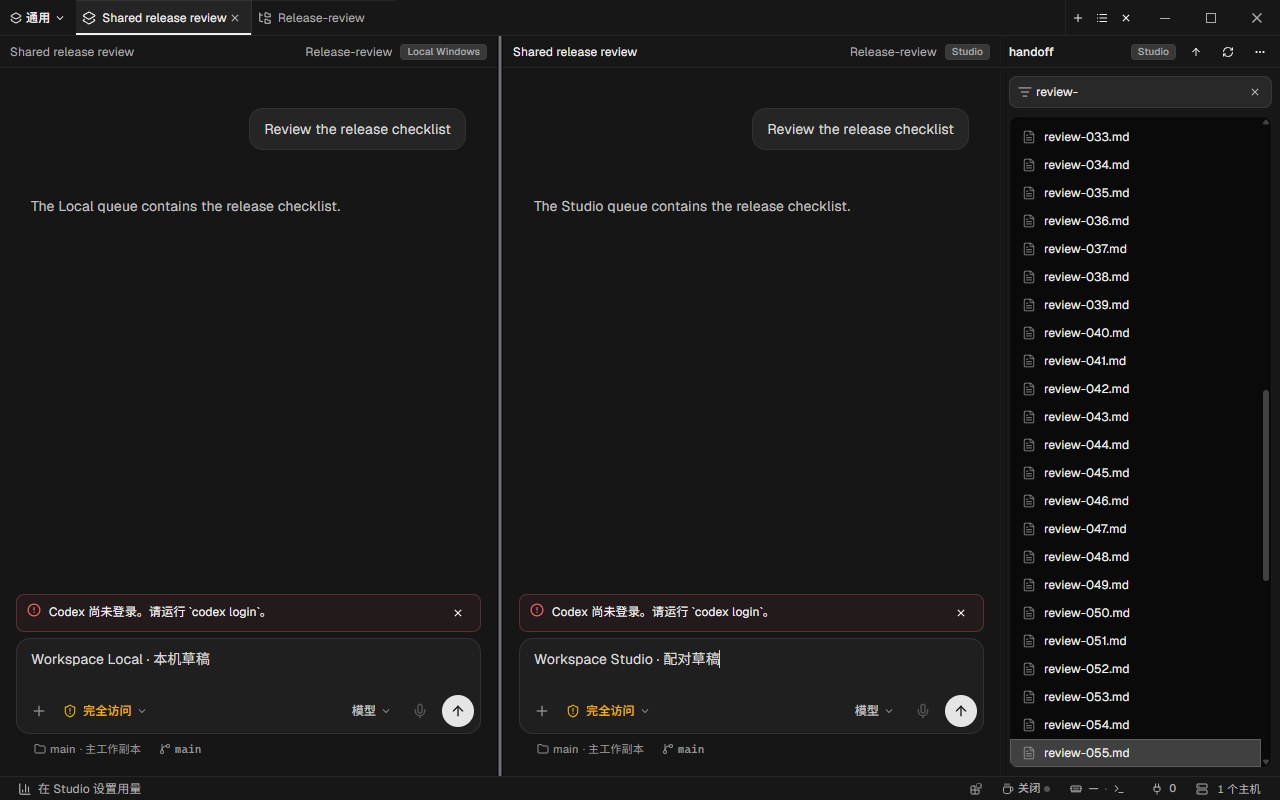 通用
Shared release review
Release-review
Shared release review
Release-review
Local Windows
Review the release checklist
The Local queue contains the release checklist.
Codex 尚未登录。请运行 `codex login`。
Workspace Local · 本机草稿
完全访问
模型
main · 主工作副本
main
Shared release review
Release-review
Studio
Review the release checklist
The Studio queue contains the release checklist.
Codex 尚未登录。请运行 `codex login`。
Workspace Studio · 配对草稿
完全访问
模型
main · 主工作副本
main
handoff
Studio
review-
review-033.md
review-034.md
review-035.md
review-036.md
review-037.md
review-038.md
review-039.md
review-040.md
review-041.md
review-042.md
review-043.md
review-044.md
review-045.md
review-046.md
review-047.md
review-048.md
review-049.md
review-050.md
review-051.md
review-052.md
review-053.md
review-054.md
review-055.md
在 Studio 设置用量
关闭
0
1 个主机